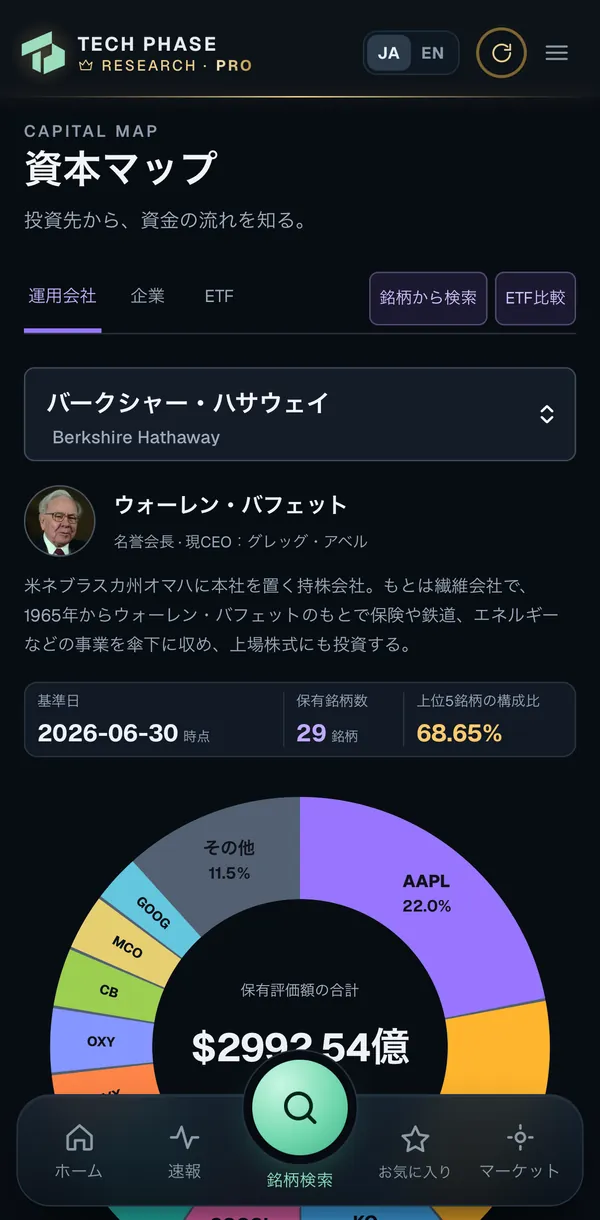 TECH PHASE
RESEARCH · PRO
JA EN
CAPITAL MAP
資本マップ
投資先から、資金の流れを知る。
運用会社 企業 ETF 銘柄から検索 ETF比較
バークシャー・ハサウェイ
Berkshire Hathaway
ウォーレン・バフェット
名誉会長 · 現CEO：グレッグ・アベル
米ネブラスカ州オマハに本社を置く持株会社。もとは繊維会社で、
1965年からウォーレン・バフェットのもとで保険や鉄道、エネルギー
などの事業を傘下に収め、上場株式にも投資する。
基準日 保有銘柄数 上位5銘柄の構成比
2026-06-30 時点 29 銘柄 68.65%
その他
11.5%
AAPL
22.0%
GOOG
MCO
CB
OXY
保有評価額の合計
$2992.54億
ホーム 速報 銘柄検索 お気に入り マーケット